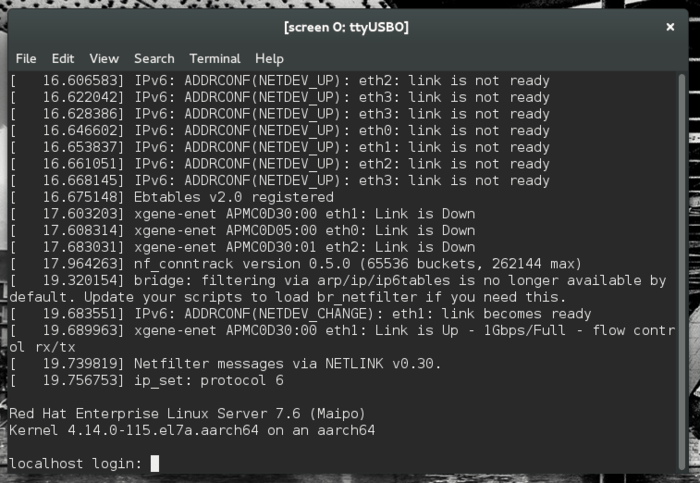 [screen 0: ttyUSB0]
×
File Edit View Search Terminal Help
[   16.606583] IPv6: ADDRCONF(NETDEV_UP): eth2: link is not ready
[   16.622042] IPv6: ADDRCONF(NETDEV_UP): eth3: link is not ready
[   16.628386] IPv6: ADDRCONF(NETDEV_UP): eth3: link is not ready
[   16.646602] IPv6: ADDRCONF(NETDEV_UP): eth0: link is not ready
[   16.653837] IPv6: ADDRCONF(NETDEV_UP): eth1: link is not ready
[   16.661051] IPv6: ADDRCONF(NETDEV_UP): eth2: link is not ready
[   16.668145] IPv6: ADDRCONF(NETDEV_UP): eth3: link is not ready
[   16.675148] Ebtables v2.0 registered
[   17.603203] xgene-enet APMC0D30:00 eth1: Link is Down
[   17.608314] xgene-enet APMC0D05:00 eth0: Link is Down
[   17.683031] xgene-enet APMC0D30:01 eth2: Link is Down
[   17.964263] nf_conntrack version 0.5.0 (65536 buckets, 262144 max)
[   19.320154] bridge: filtering via arp/ip/ip6tables is no longer available by
default. Update your scripts to load br_netfilter if you need this.
[   19.683551] IPv6: ADDRCONF(NETDEV_CHANGE): eth1: link becomes ready
[   19.689963] xgene-enet APMC0D30:00 eth1: Link is Up - 1Gbps/Full - flow contr
ol rx/tx
[   19.739819] Netfilter messages via NETLINK v0.30.
[   19.756753] ip_set: protocol 6
Red Hat Enterprise Linux Server 7.6 (Maipo)
Kernel 4.14.0-115.el7a.aarch64 on an aarch64
localhost login: